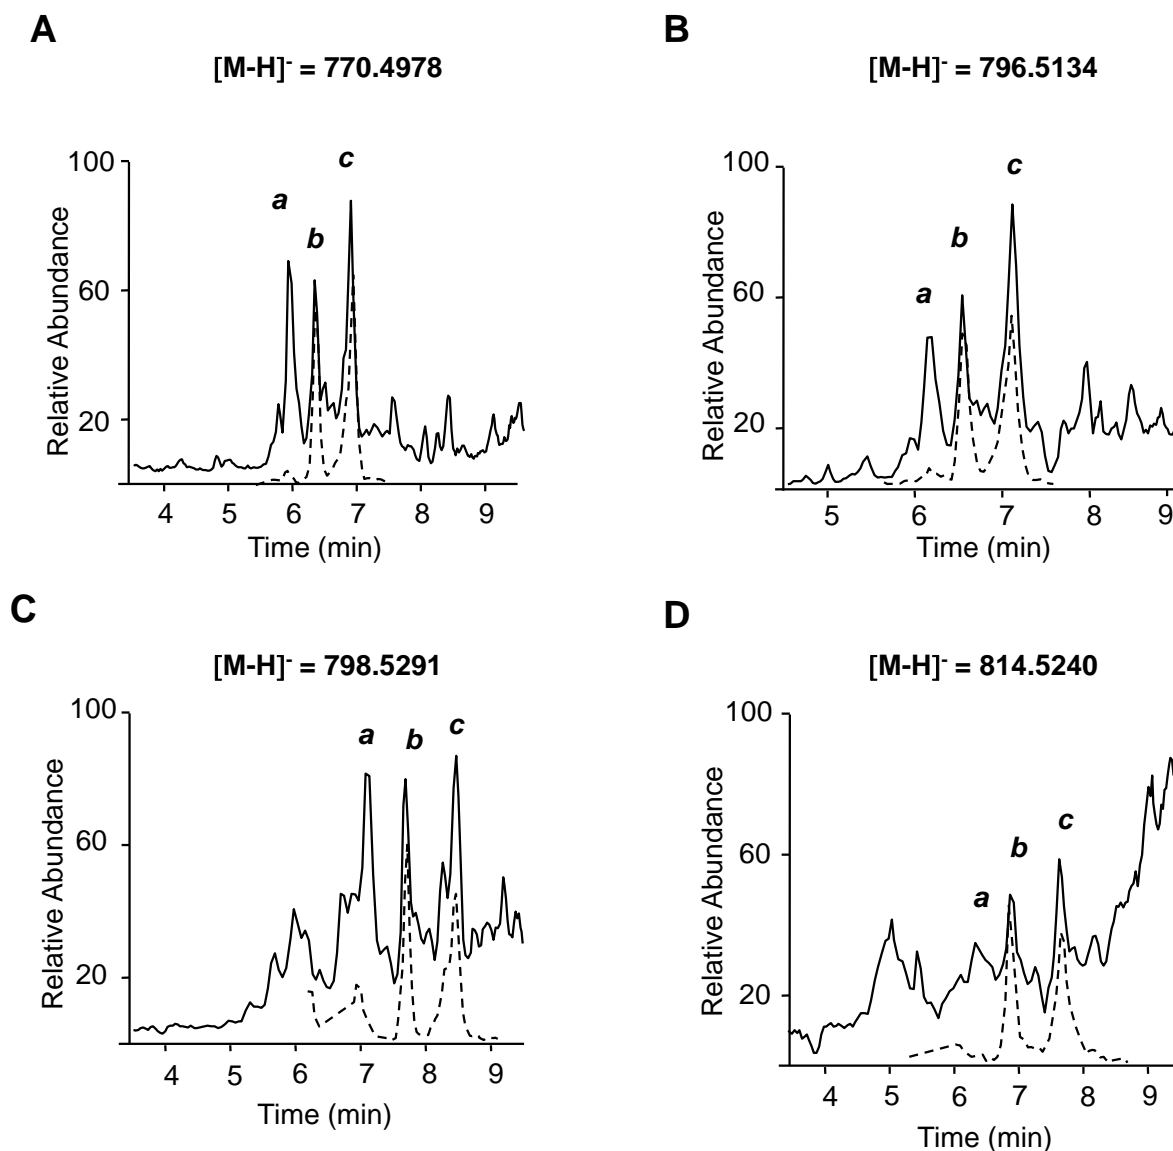 A
[M-H]- = 770.4978
100
60
20
Relative Abundance
a
b
c
4 5 6 7 8 9
Time (min)
B
[M-H]- = 796.5134
100
60
20
Relative Abundance
a
b
c
5 6 7 8 9
Time (min)
C
[M-H]- = 798.5291
100
60
20
Relative Abundance
a
b
c
4 5 6 7 8 9
Time (min)
D
[M-H]- = 814.5240
100
60
20
Relative Abundance
a
b
c
4 5 6 7 8 9
Time (min)